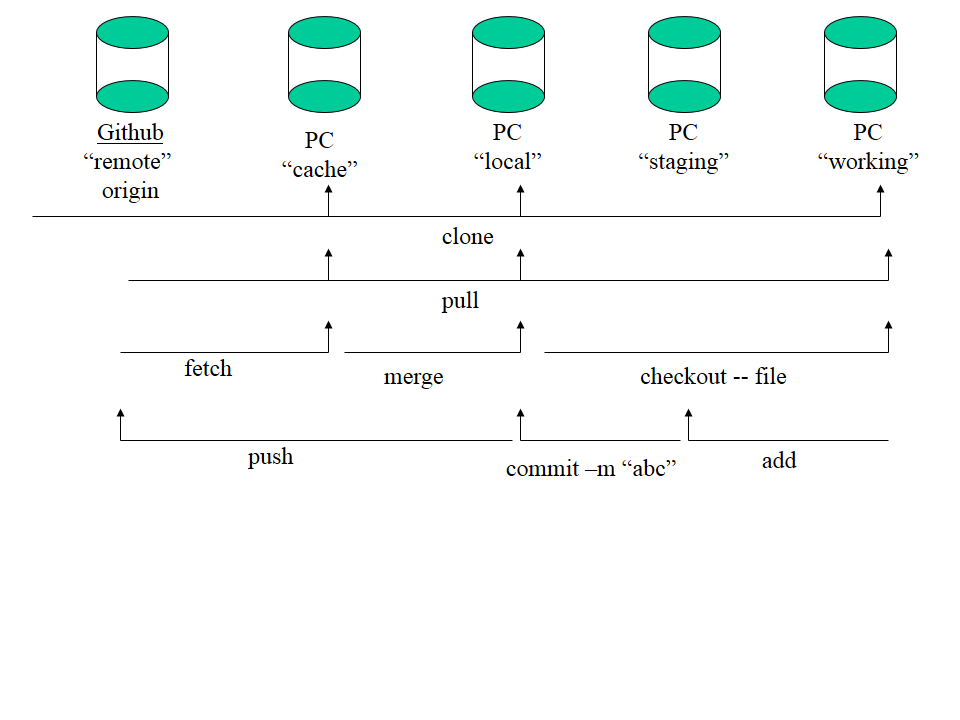 Github
“remote”
origin
PC
“cache”
PC
“local”
PC
“staging”
PC
“working”
clone
pull
fetch
merge
checkout -- file
push
commit –m “abc”
add